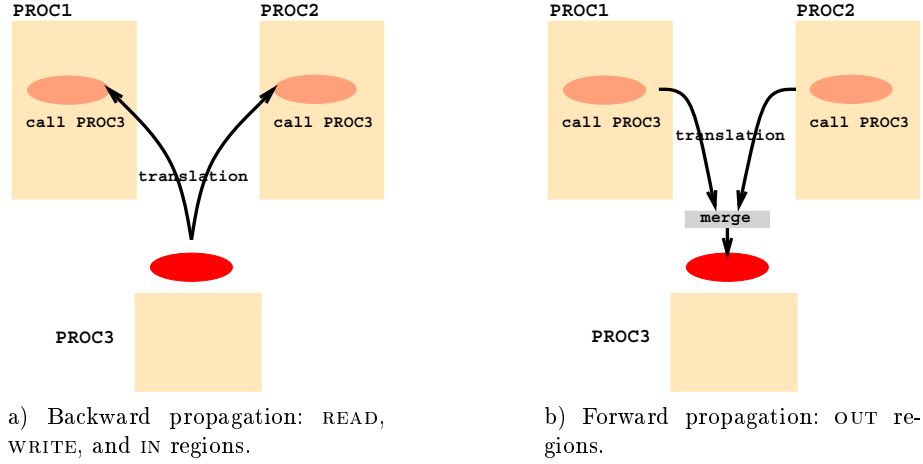 PROC1
PROC2
call PROC3
call PROC3
translation
PROC3
a) Backward propagation: READ,
WRITE, and IN regions.
PROC1
PROC2
call PROC3
call PROC3
translation
merge
PROC3
b) Forward propagation: OUT re-
gions.